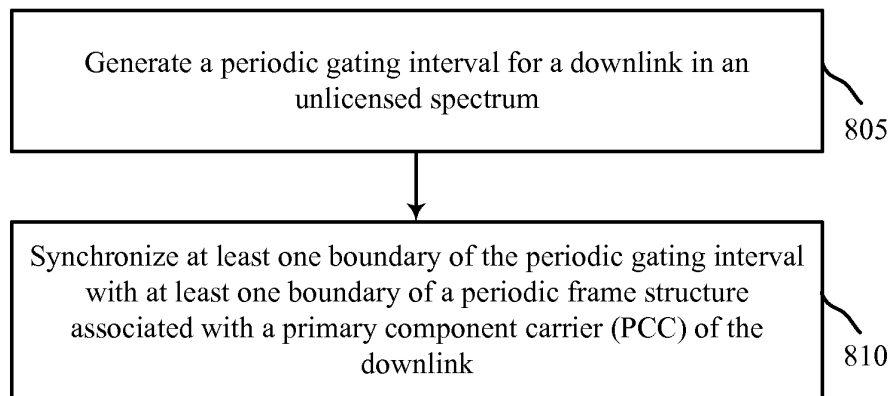 Generate a periodic gating interval for a downlink in an
unlicensed spectrum
805
Synchronize at least one boundary of the periodic gating interval
with at least one boundary of a periodic frame structure
associated with a primary component carrier (PCC) of the
downlink
810